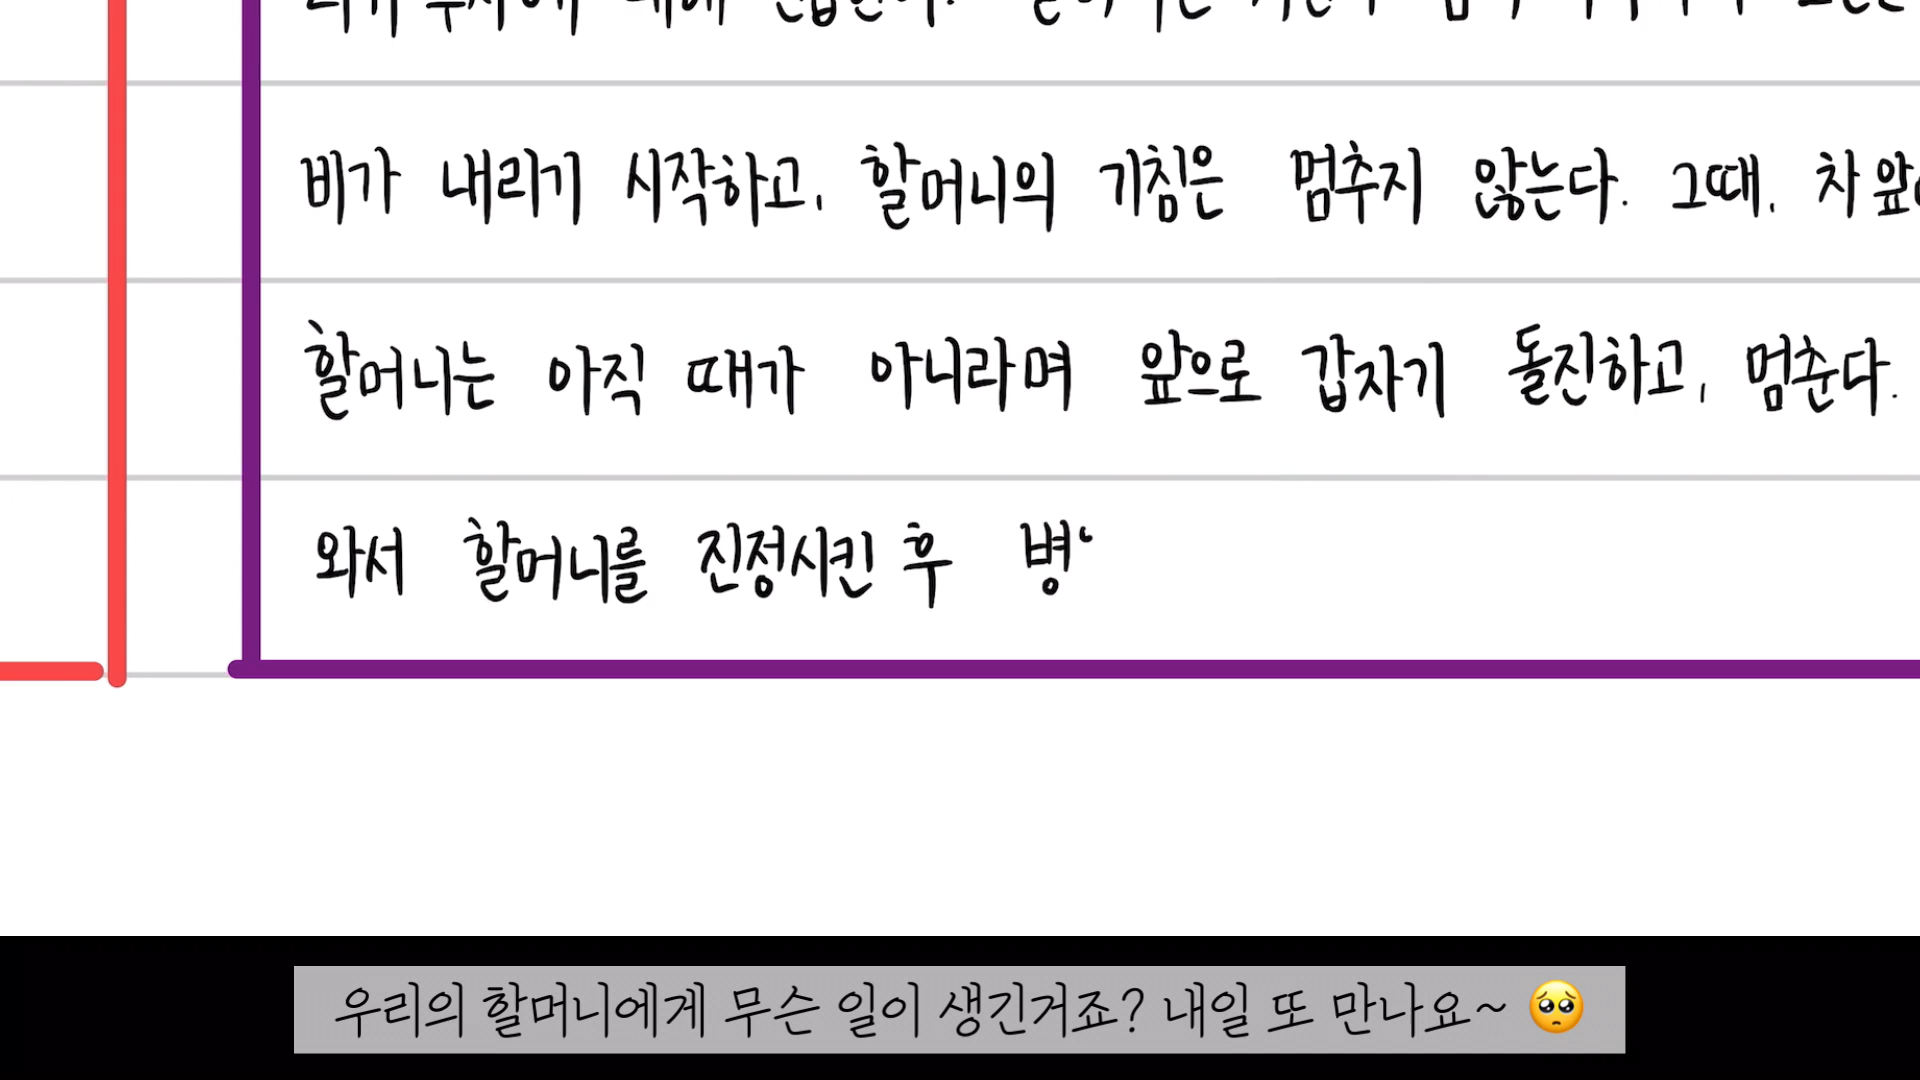 비가 내리기 시작하고, 할머니의 기침은 멈추지 않는다. 그때, 차 앞
할머니는 아직 때가 아니라며 앞으로 갑자기 돌진하고, 멈춘다.
와서 할머니를 진정시킨 후 병
우리의 할머니에게 무슨 일이 생긴거죠? 내일 또 만나요~ 🥺